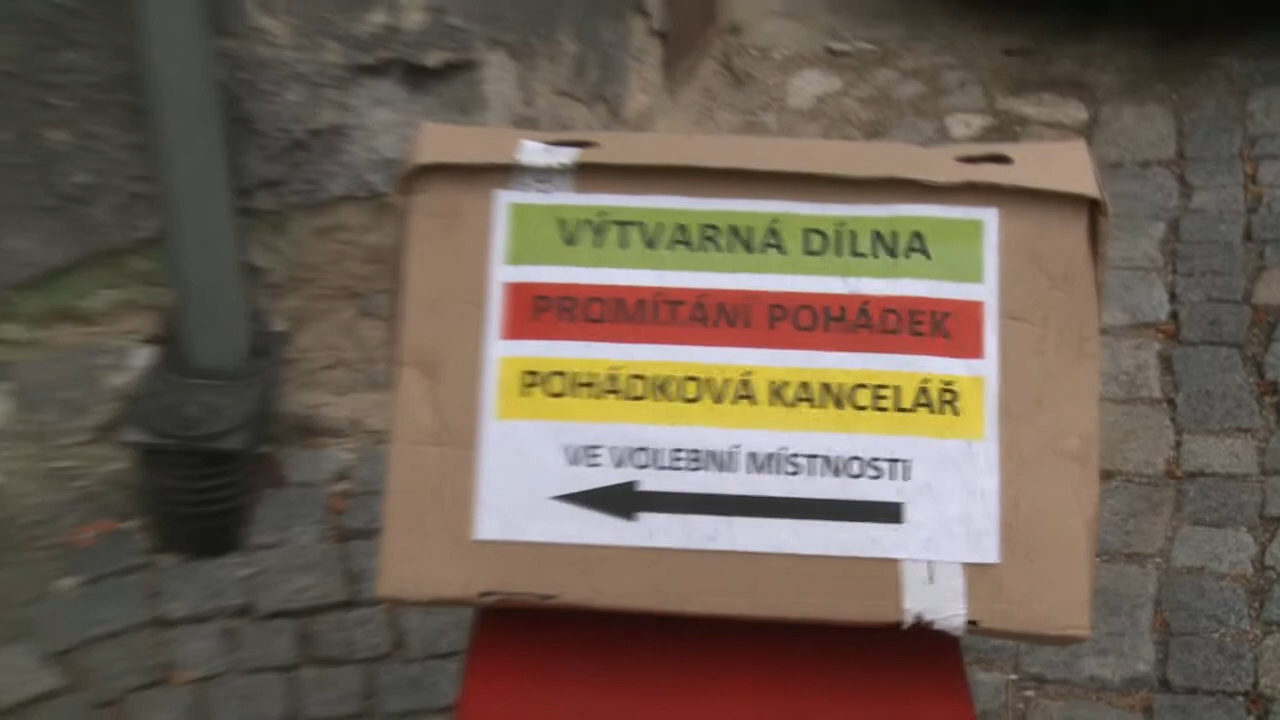 VÝTVARNÁ DÍLNA
PROMÍTÁNÍ POHÁDEK
POHÁDKOVÁ KANCELÁŘ
VE VOLEBNÍ MÍSTNOSTI